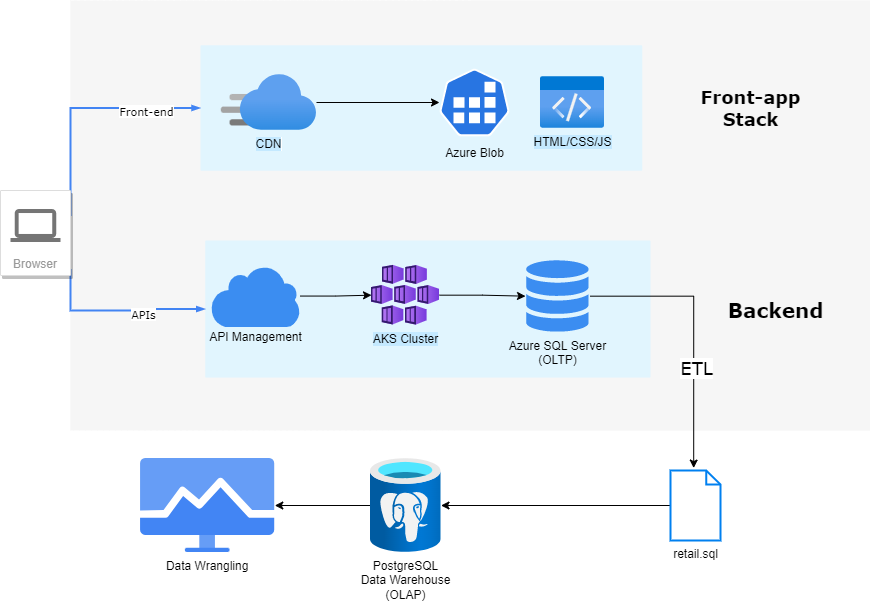 Front-end
CDN
Azure Blob
HTML/CSS/JS
Front-app
Stack
Browser
APIs
API Management
AKS Cluster
Azure SQL Server
(OLTP)
Backend
ETL
Data Wrangling
PostgreSQL
Data Warehouse
(OLAP)
retail.sql